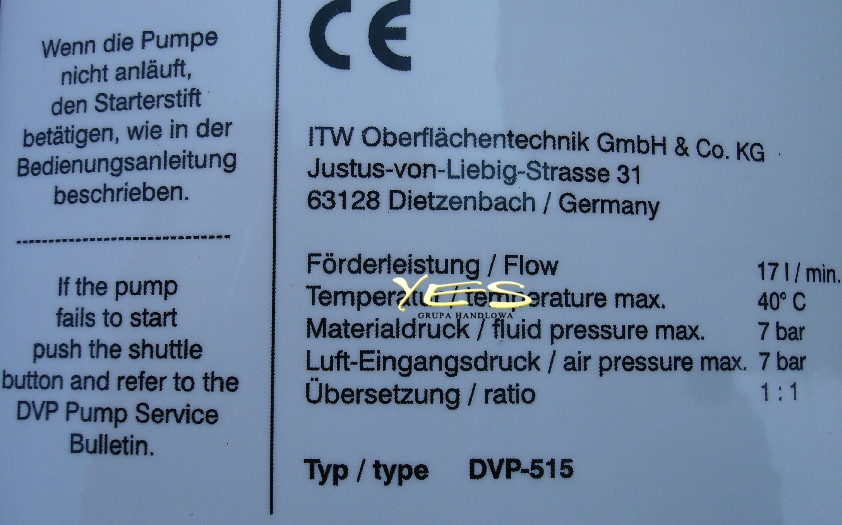 Wenn die Pumpe
nicht anläuft,
den Starterstift
betätigen, wie in der
Bedienungsanleitung
beschrieben.
If the pump
fails to start
push the shuttle
button and refer to the
DVP Pump Service
Bulletin.
CE
ITW Oberflächentechnik GmbH & Co. KG
Justus-von-Liebig-Strasse 31
63128 Dietzenbach / Germany
Förderleistung / Flow 17 l / min.
Temperatur / temperature max. 40° C
YES
GRUPA HANDLOWA
Materialdruck / fluid pressure max. 7 bar
Luft-Eingangsdruck / air pressure max. 7 bar
Übersetzung / ratio 1 : 1
Typ / type DVP-515